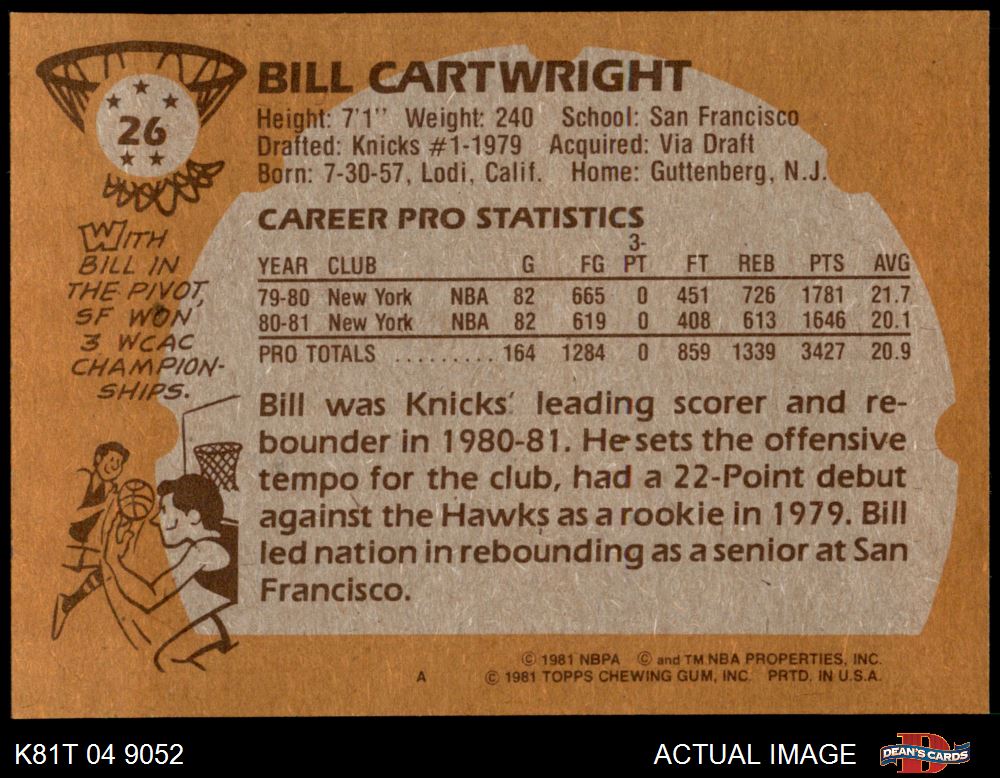 26
BILL CARTWRIGHT
Height: 7'1" Weight: 240 School: San Francisco
Drafted: Knicks #1-1979 Acquired: Via Draft
Born: 7-30-57, Lodi, Calif. Home: Guttenberg, N.J.
CAREER PRO STATISTICS
YEAR CLUB G FG 3-PT FT REB PTS AVG
79-80 New York NBA 82 665 0 451 726 1781 21.7
80-81 New York NBA 82 619 0 408 613 1646 20.1
PRO TOTALS ......... 164 1284 0 859 1339 3427 20.9
WITH
BILL IN
THE PIVOT,
SF WON
3 WCAC
CHAMPION-
SHIPS.
Bill was Knicks' leading scorer and re-
bounder in 1980-81. He sets the offensive
tempo for the club, had a 22-Point debut
against the Hawks as a rookie in 1979. Bill
led nation in rebounding as a senior at San
Francisco.
© 1981 NBPA © and TM NBA PROPERTIES, INC.
A © 1981 TOPPS CHEWING GUM, INC. PRTD. IN U.S.A.
K81T 04 9052 ACTUAL IMAGE D DEAN'S CARDS